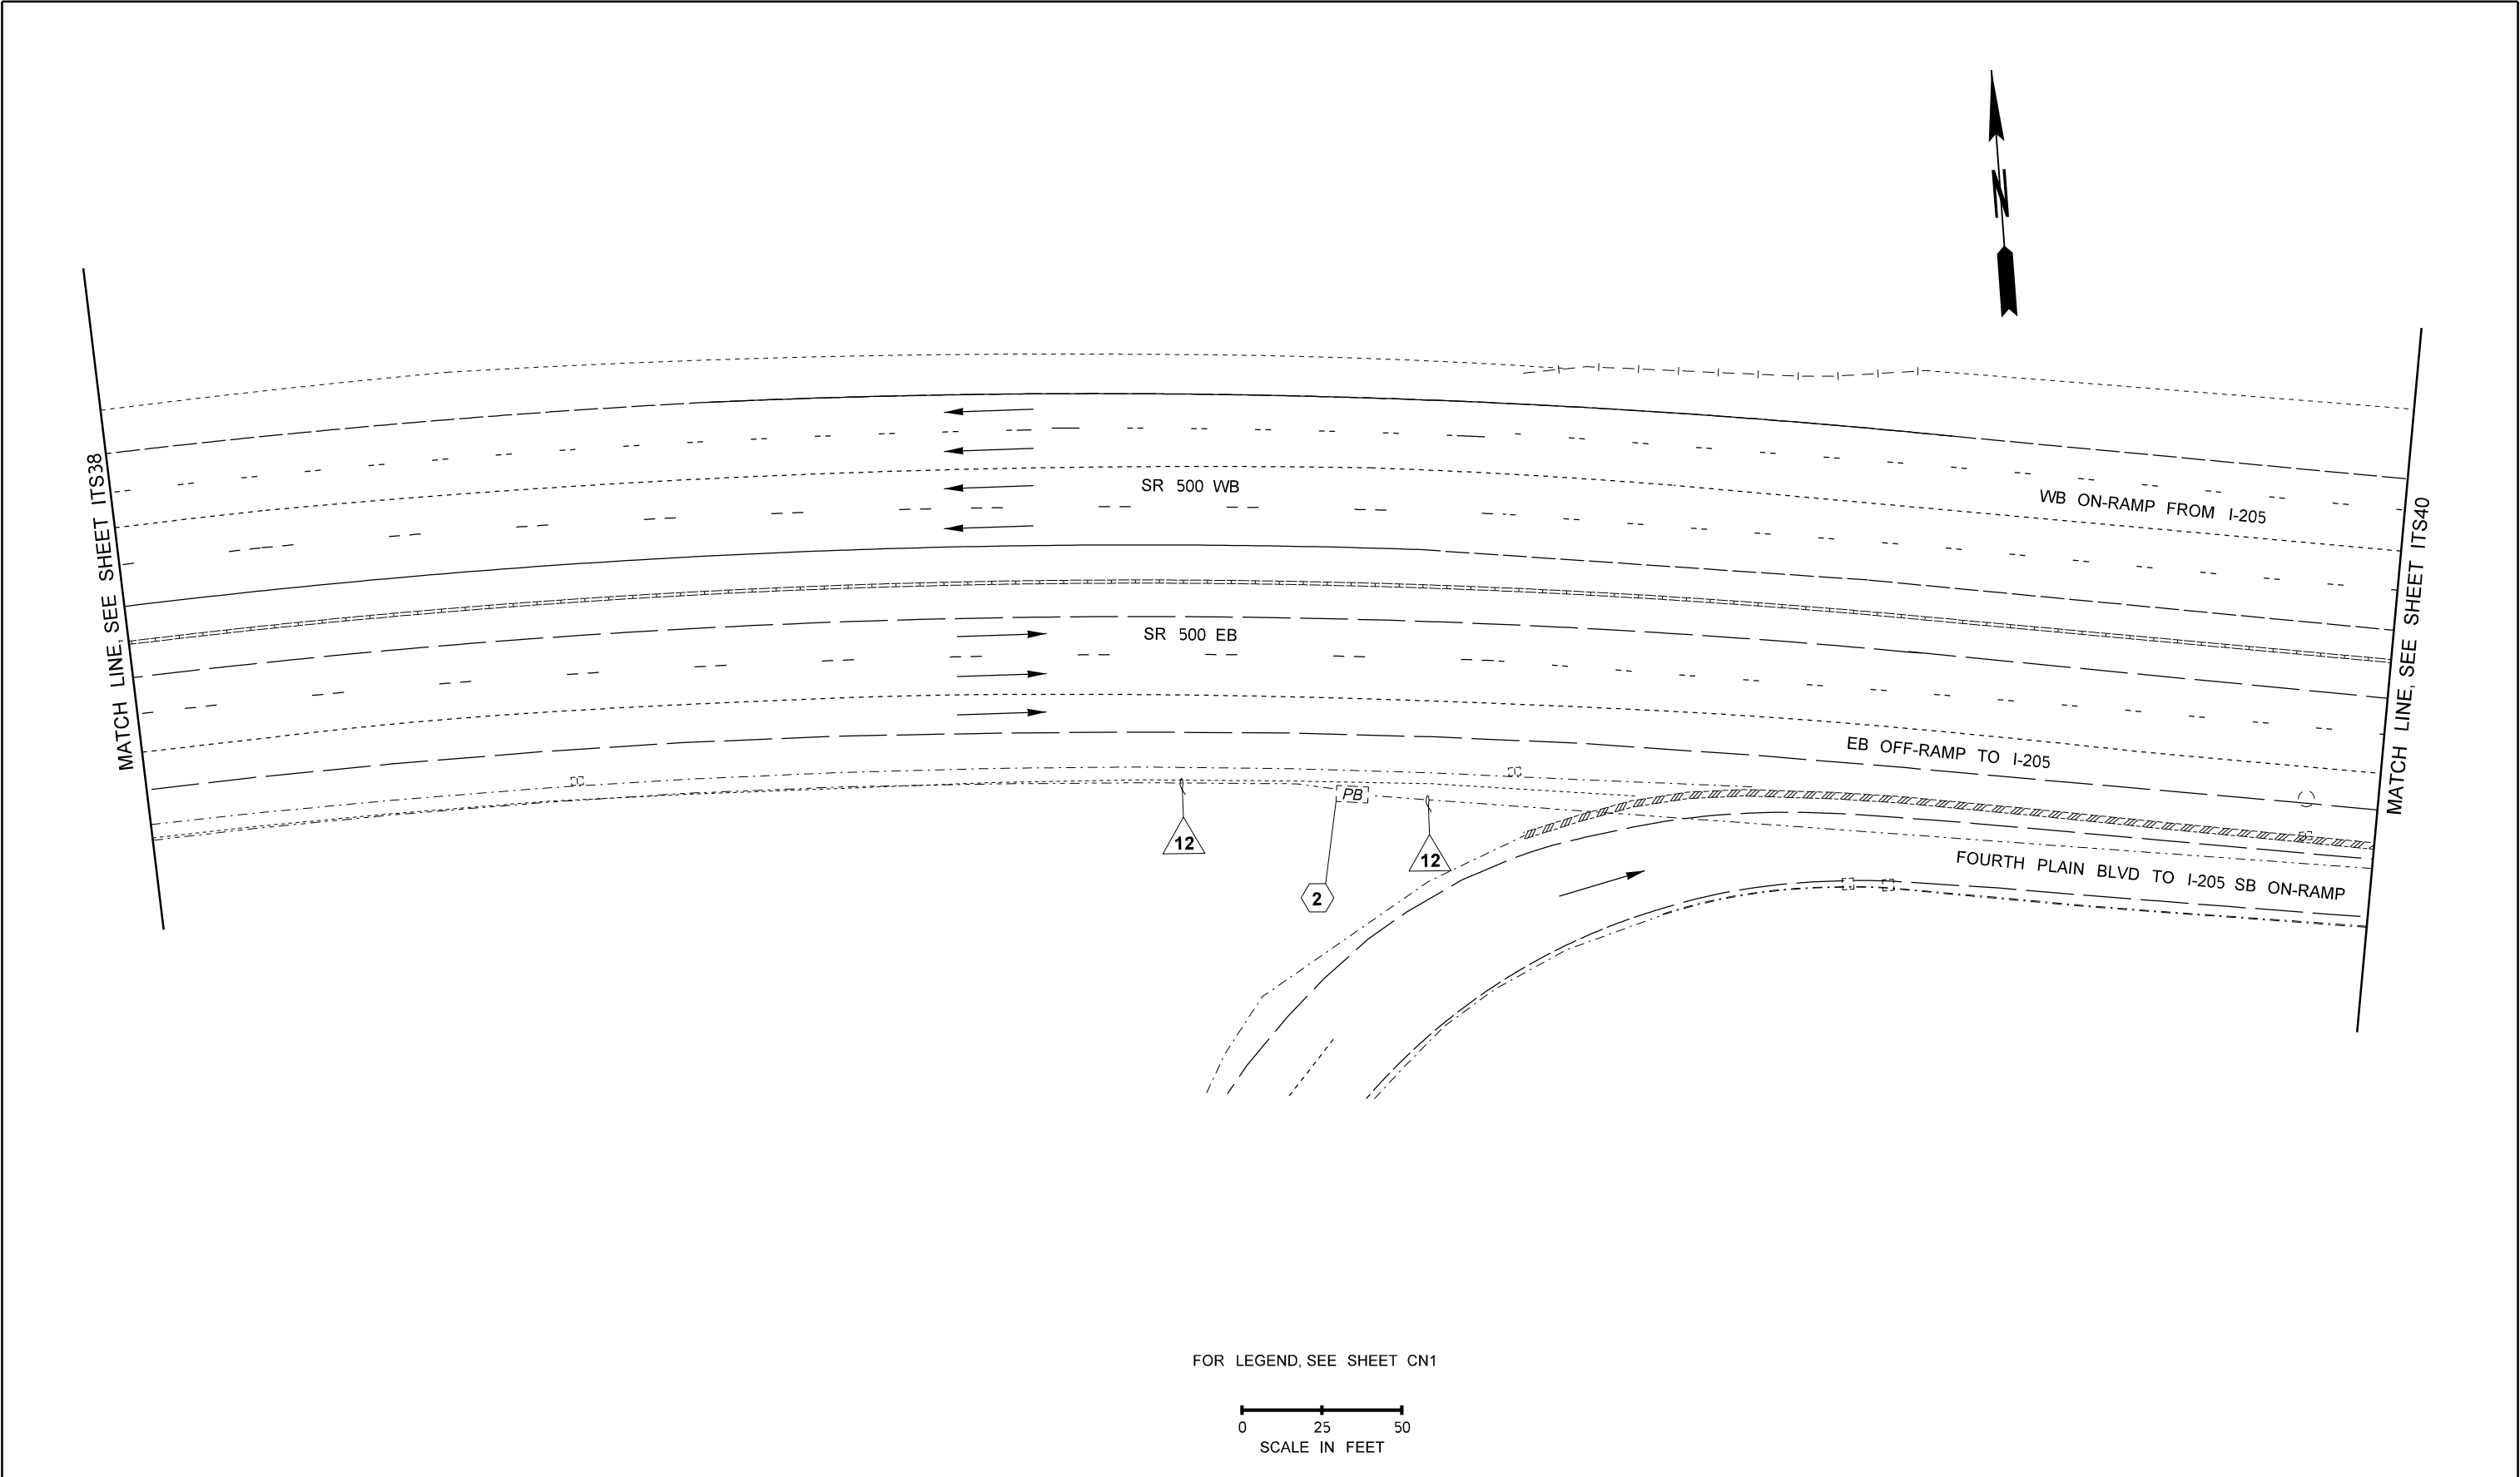 N
MATCH LINE, SEE SHEET ITS38
SR 500 WB
WB ON-RAMP FROM I-205
MATCH LINE, SEE SHEET ITS40
SR 500 EB
EB OFF-RAMP TO I-205
PB
12
12
2
FOURTH PLAIN BLVD TO I-205 SB ON-RAMP
FOR LEGEND, SEE SHEET CN1
0 25 50
SCALE IN FEET